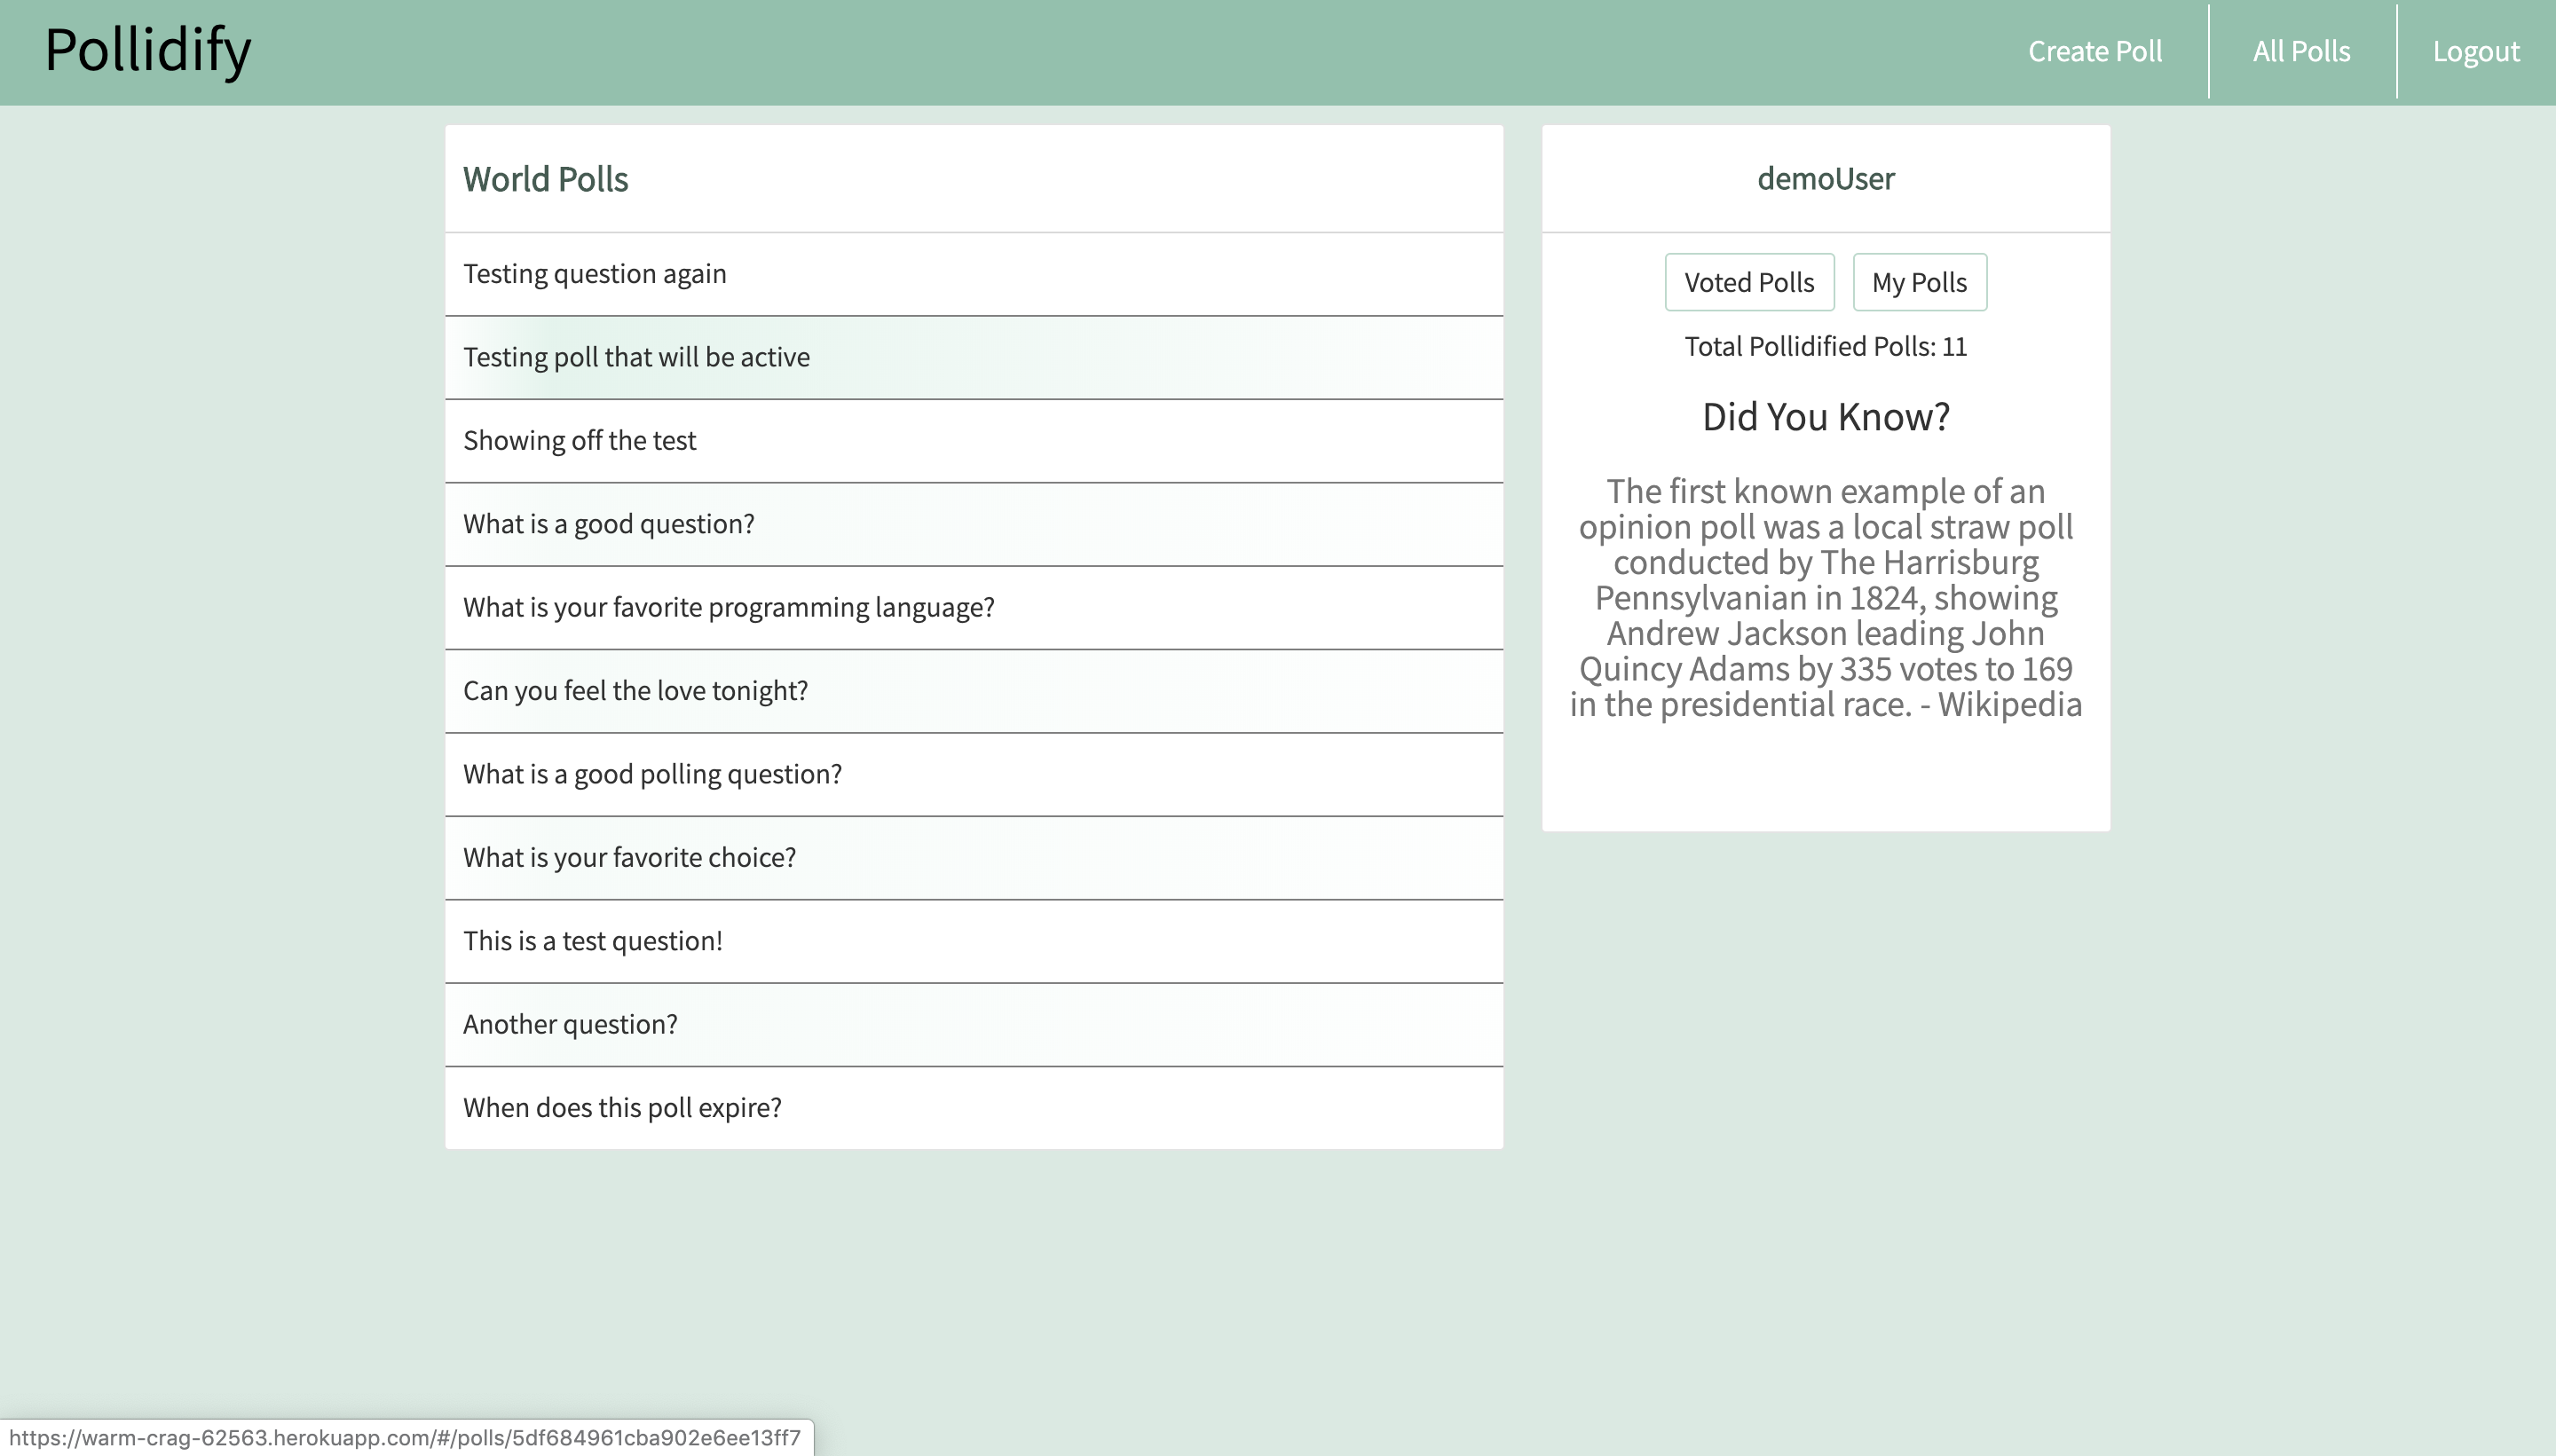 Pollidify
Create Poll
All Polls
Logout
World Polls
Testing question again
Testing poll that will be active
Showing off the test
What is a good question?
What is your favorite programming language?
Can you feel the love tonight?
What is a good polling question?
What is your favorite choice?
This is a test question!
Another question?
When does this poll expire?
demoUser
Voted Polls
My Polls
Total Pollidified Polls: 11
Did You Know?
The first known example of an
opinion poll was a local straw poll
conducted by The Harrisburg
Pennsylvanian in 1824, showing
Andrew Jackson leading John
Quincy Adams by 335 votes to 169
in the presidential race. - Wikipedia
https://warm-crag-62563.herokuapp.com/#/polls/5df684961cba902e6ee13ff7